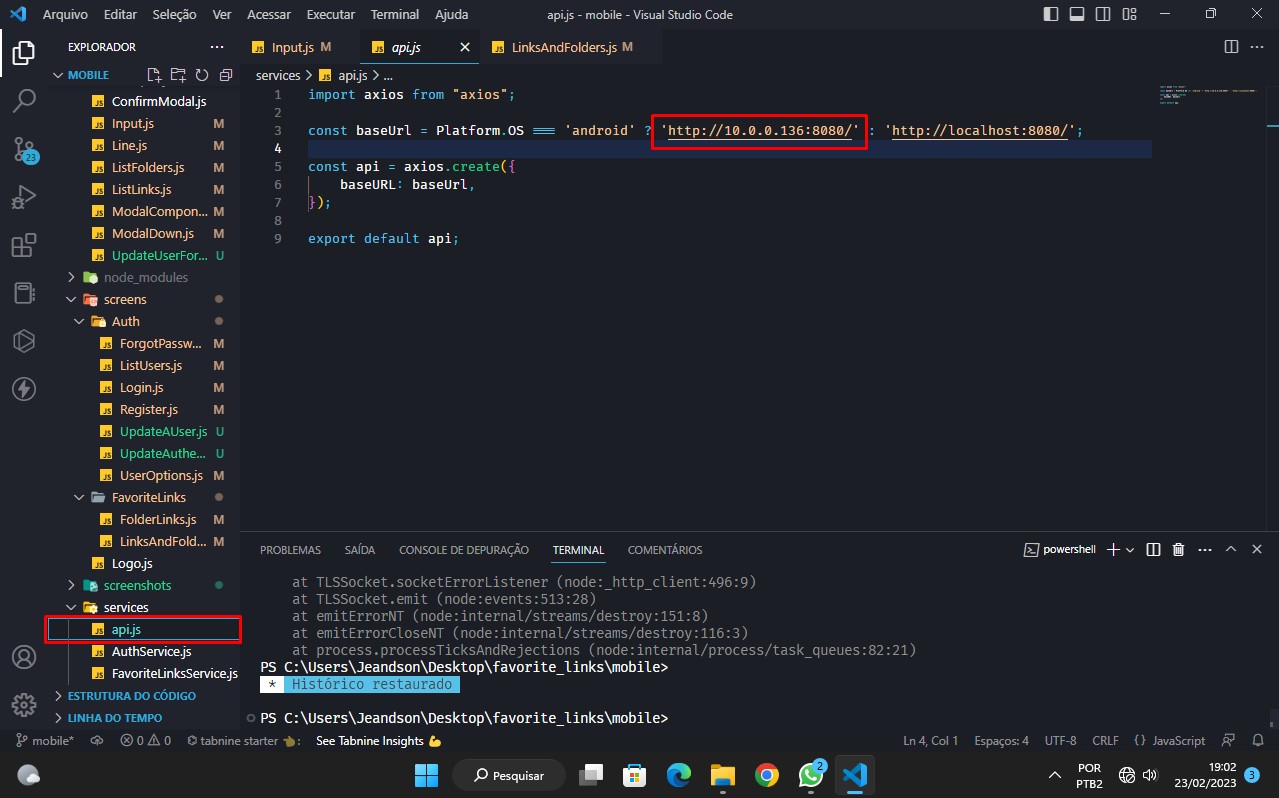 Arquivo Editar Seleção Ver Acessar Executar Terminal Ajuda api.js - mobile - Visual Studio Code
EXPLORADOR
MOBILE
ConfirmModal.js
Input.js M
Line.js M
ListFolders.js M
ListLinks.js M
ModalCompon... M
ModalDown.js M
UpdateUserFor... U
node_modules
screens
Auth
ForgotPassw... M
ListUsers.js M
Login.js M
Register.js M
UpdateAUser.js U
UpdateAuthe... U
UserOptions.js M
FavoriteLinks
FolderLinks.js M
LinksAndFold... M
Logo.js
screenshots
services
api.js
AuthService.js
FavoriteLinksService.js
ESTRUTURA DO CÓDIGO
LINHA DO TEMPO
23
Input.js M api.js LinksAndFolders.js M
services > api.js > ...
1 import axios from "axios";
2
3 const baseUrl = Platform.OS === 'android' ? 'http://10.0.0.136:8080/' : 'http://localhost:8080/';
4
5 const api = axios.create({
6 baseURL: baseUrl,
7 });
8
9 export default api;
PROBLEMAS SAÍDA CONSOLE DE DEPURAÇÃO TERMINAL COMENTÁRIOS powershell
at TLSSocket.socketErrorListener (node:_http_client:496:9)
at TLSSocket.emit (node:events:513:28)
at emitErrorNT (node:internal/streams/destroy:151:8)
at emitErrorCloseNT (node:internal/streams/destroy:116:3)
at process.processTicksAndRejections (node:internal/process/task_queues:82:21)
PS C:\Users\Jeandson\Desktop\favorite_links\mobile>
* Histórico restaurado
PS C:\Users\Jeandson\Desktop\favorite_links\mobile>
mobile* 0 0 tabnine starter : See Tabnine Insights Ln 4, Col 1 Espaços: 4 UTF-8 CRLF {} JavaScript
Pesquisar 2
POR
PTB2
19:02
23/02/2023
3